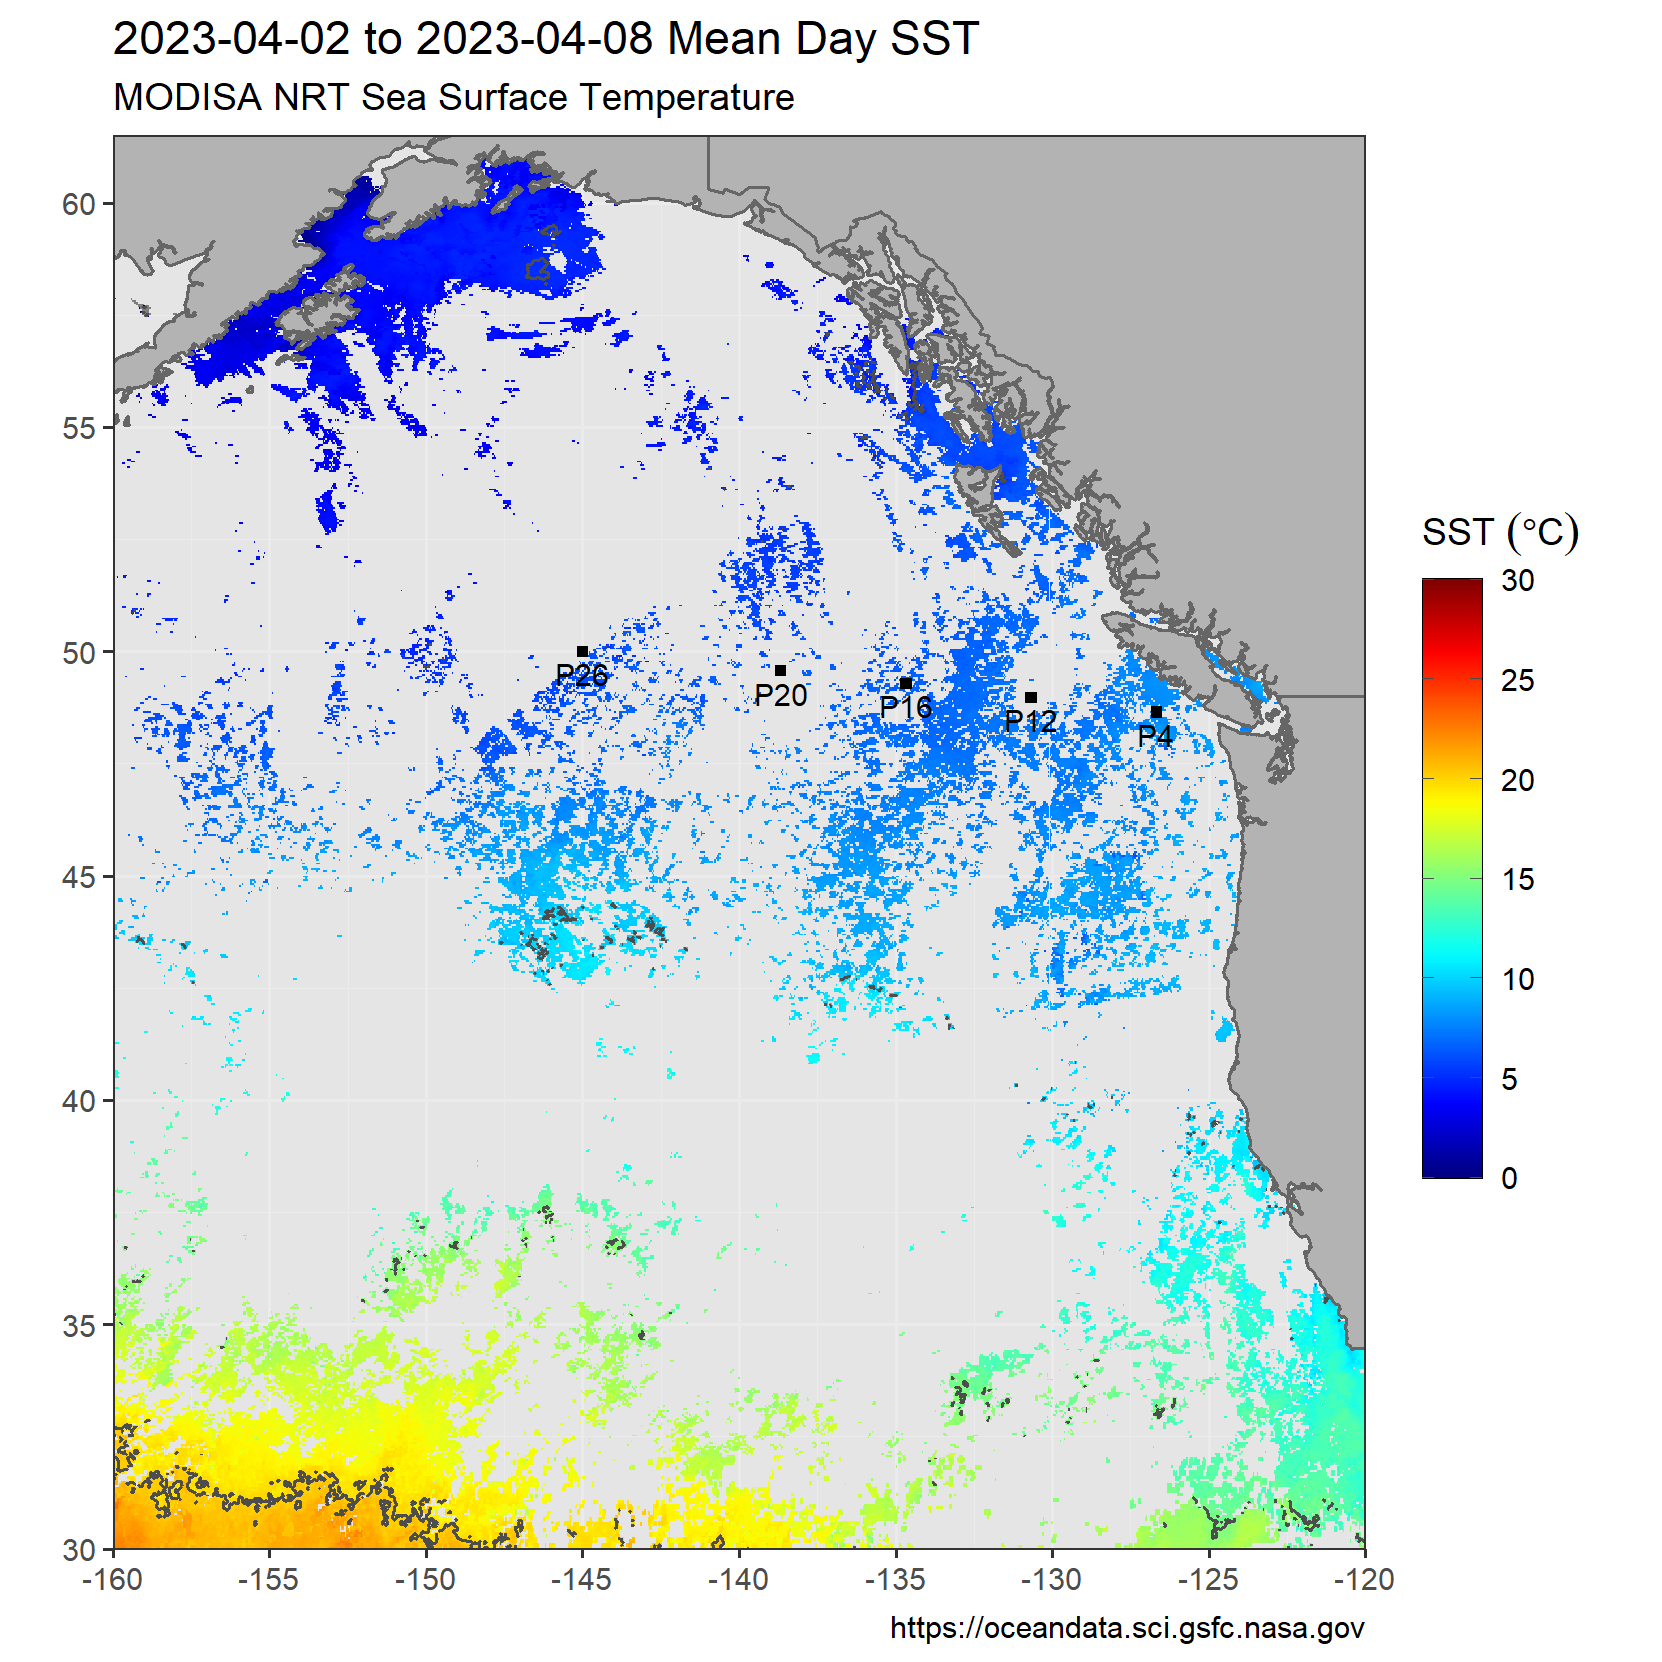 2023-04-02 to 2023-04-08 Mean Day SST
MODISA NRT Sea Surface Temperature
60
55
50
45
40
35
30
-160
-155
-150
-145
-140
-135
-130
-125
-120
P26
P20
P16
P12
P4
SST (°C)
30
25
20
15
10
5
0
https://oceandata.sci.gsfc.nasa.gov